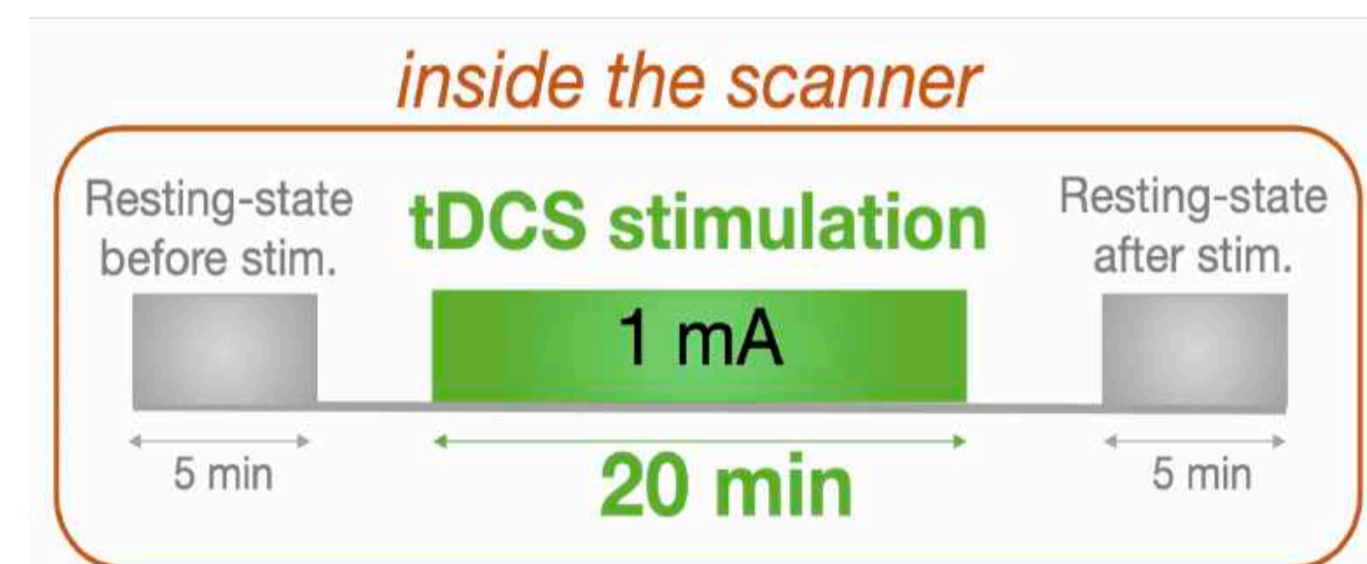 inside the scanner
Resting-state
before stim.
tDCS stimulation
Resting-state
after stim.
1 mA
5 min
20 min
5 min